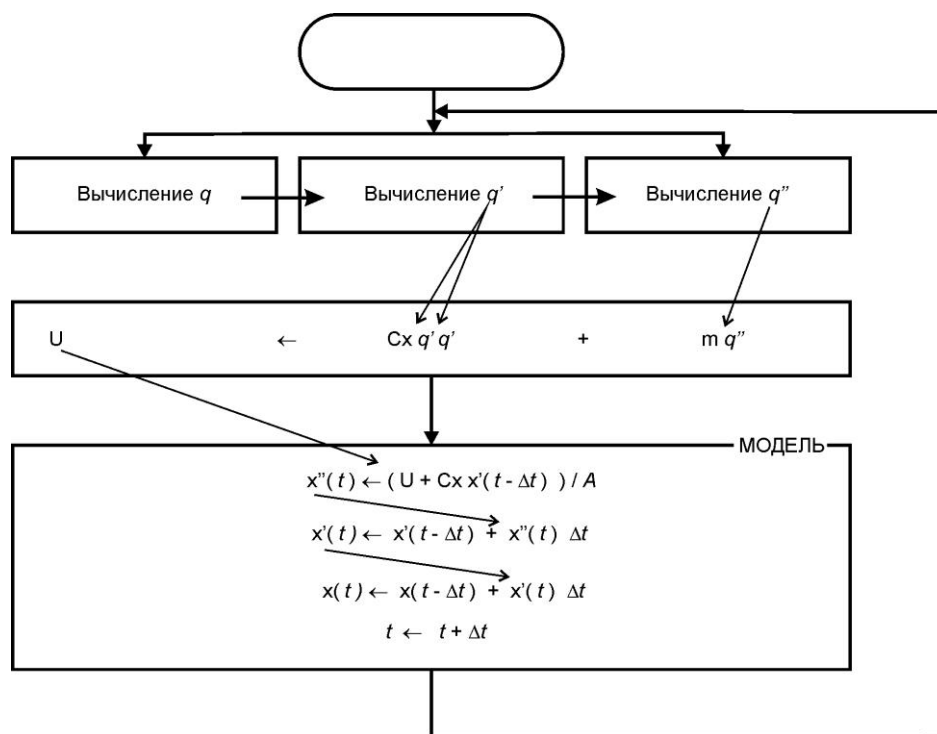 Вычисление q
Вычисление q’
Вычисление q”
U ← Cx q’ q’ + m q”
МОДЕЛЬ
x”(t) ← ( U + Cx x’(t - Δt) ) / A
x’(t) ← x’(t - Δt) + x”(t) Δt
x(t) ← x(t - Δt) + x’(t) Δt
t ← t + Δt